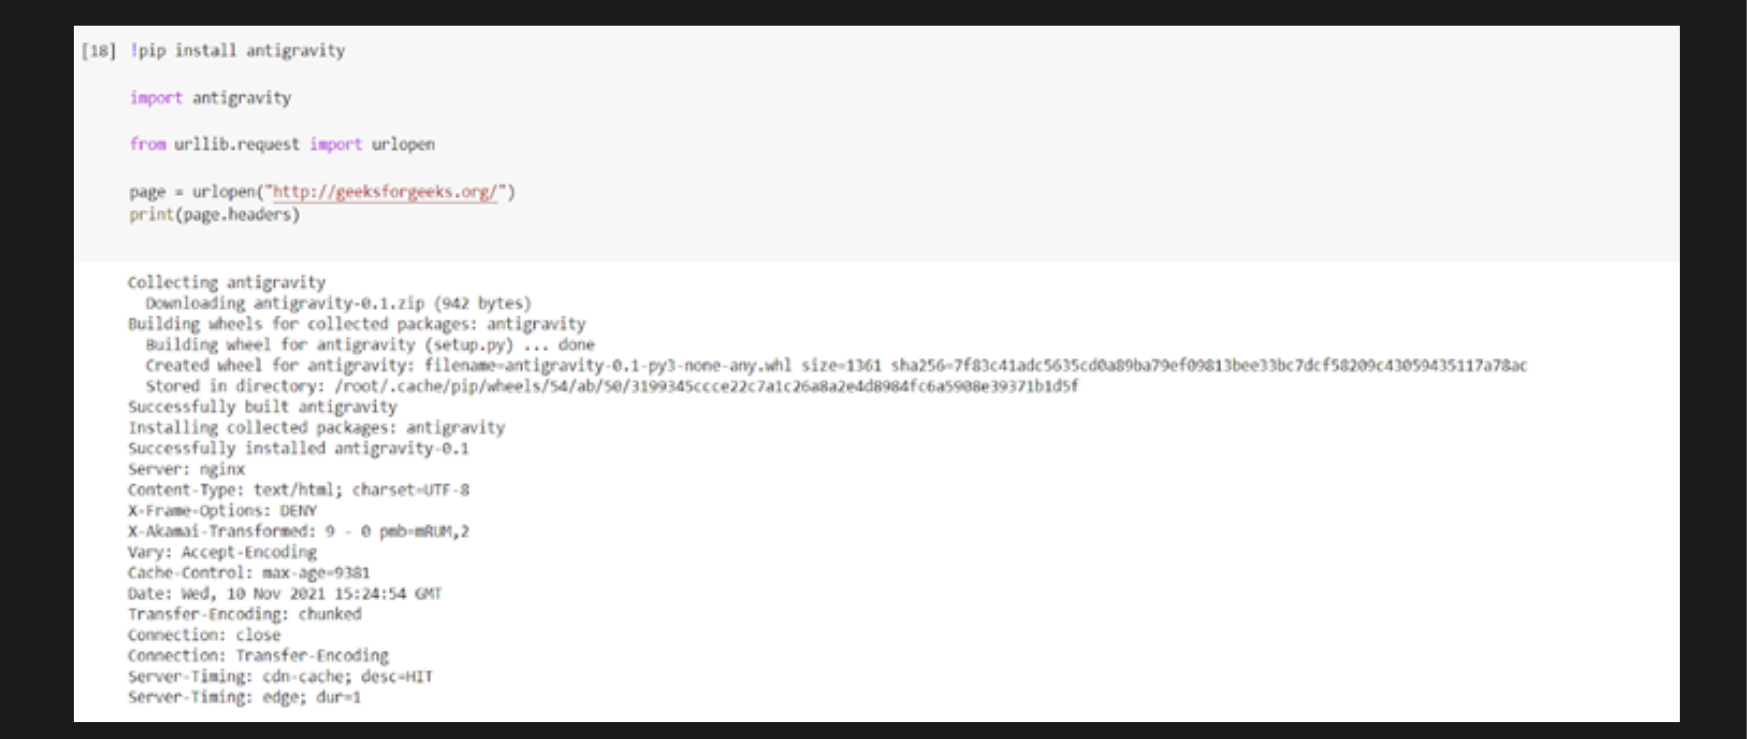 [18] !pip install antigravity
import antigravity
from urllib.request import urlopen
page = urlopen("http://geeksforgeeks.org/")
print(page.headers)
Collecting antigravity
Downloading antigravity-0.1.zip (942 bytes)
Building wheels for collected packages: antigravity
Building wheel for antigravity (setup.py) ... done
Created wheel for antigravity: filename=antigravity-0.1-py3-none-any.whl size=1361 sha256=7f83c41adc5635cd0a89ba79ef09813bee33bc7dcf58209c43059435117a78ac
Stored in directory: /root/.cache/pip/wheels/54/ab/50/3199345ccce22c7a1c26a8a2e4d8984fc6a5908e39371b1d5f
Successfully built antigravity
Installing collected packages: antigravity
Successfully installed antigravity-0.1
Server: nginx
Content-Type: text/html; charset=UTF-8
X-Frame-Options: DENY
X-Akamai-Transformed: 9 - 0 pmb=mRUM,2
Vary: Accept-Encoding
Cache-Control: max-age=9381
Date: Wed, 10 Nov 2021 15:24:54 GMT
Transfer-Encoding: chunked
Connection: close
Connection: Transfer-Encoding
Server-Timing: cdn-cache; desc=HIT
Server-Timing: edge; dur=1